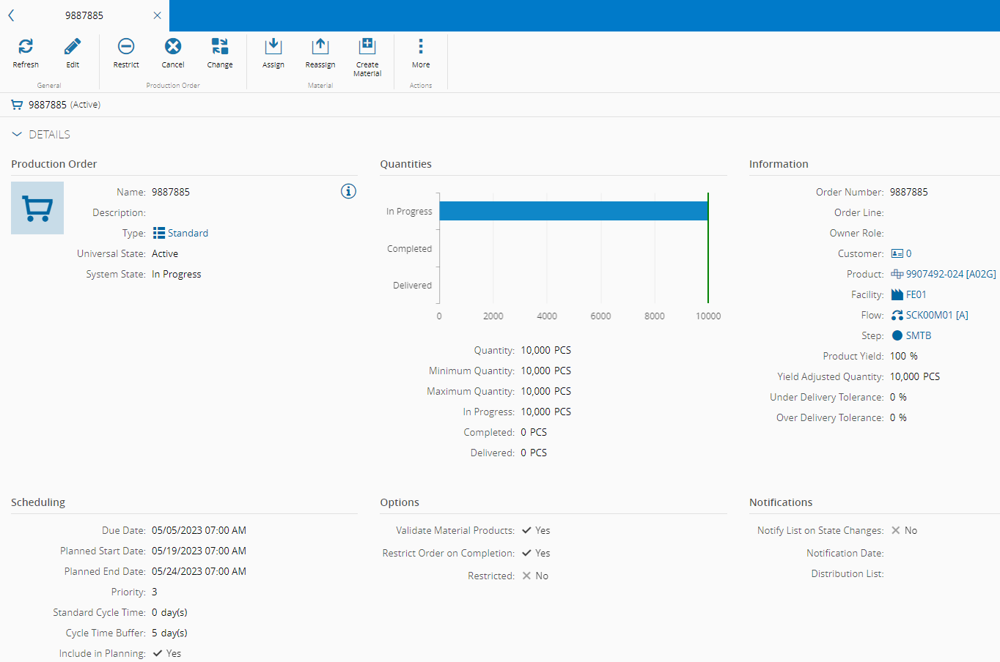 9887885
Refresh
Edit
General
Restrict
Cancel
Change
Production Order
Assign
Reassign
Create
Material
Material
More
Actions
9887885 (Active)
DETAILS
Production Order
Name: 9887885
Description:
Type: Standard
Universal State: Active
System State: In Progress
Quantities
In Progress
Completed
Delivered
0 2000 4000 6000 8000 10000
Quantity: 10,000 PCS
Minimum Quantity: 10,000 PCS
Maximum Quantity: 10,000 PCS
In Progress: 10,000 PCS
Completed: 0 PCS
Delivered: 0 PCS
Information
Order Number: 9887885
Order Line:
Owner Role:
Customer: 0
Product: 9907492-024 [A02G]
Facility: FE01
Flow: SCK00M01 [A]
Step: SMTB
Product Yield: 100 %
Yield Adjusted Quantity: 10,000 PCS
Under Delivery Tolerance: 0 %
Over Delivery Tolerance: 0 %
Scheduling
Due Date: 05/05/2023 07:00 AM
Planned Start Date: 05/19/2023 07:00 AM
Planned End Date: 05/24/2023 07:00 AM
Priority: 3
Standard Cycle Time: 0 day(s)
Cycle Time Buffer: 5 day(s)
Include in Planning: Yes
Options
Validate Material Products: Yes
Restrict Order on Completion: Yes
Restricted: No
Notifications
Notify List on State Changes: No
Notification Date:
Distribution List: